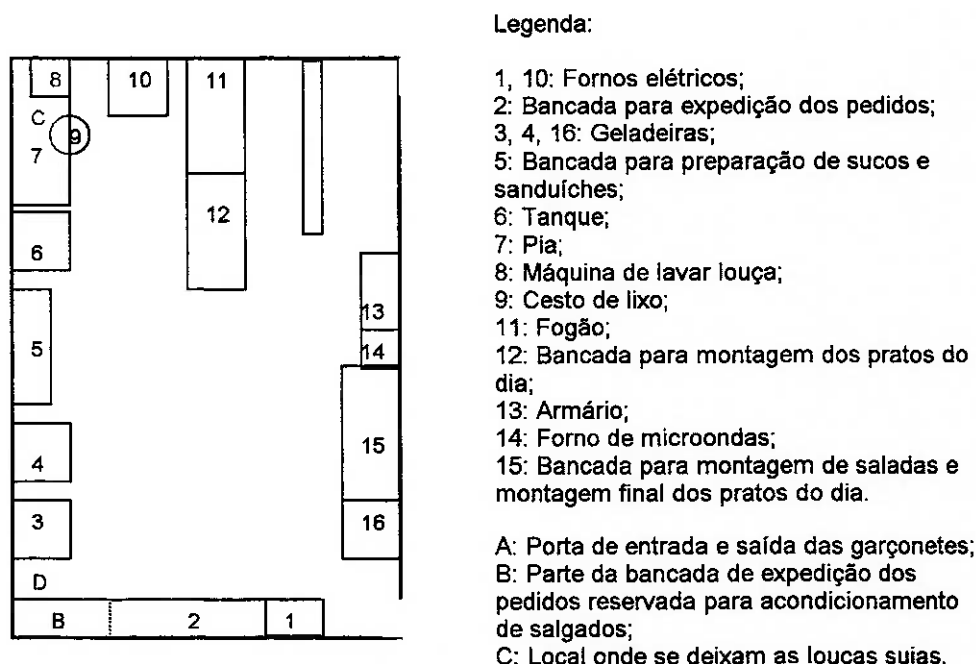 Legenda:
1, 10: Fornos elétricos;
2: Bancada para expedição dos pedidos;
3, 4, 16: Geladeiras;
5: Bancada para preparação de sucos e
sanduíches;
6: Tanque;
7: Pia;
8: Máquina de lavar louça;
9: Cesto de lixo;
11: Fogão;
12: Bancada para montagem dos pratos do
dia;
13: Armário;
14: Forno de microondas;
15: Bancada para montagem de saladas e
montagem final dos pratos do dia.
A: Porta de entrada e saída das garçonetes;
B: Parte da bancada de expedição dos
pedidos reservada para acondicionamento
de salgados;
C: Local onde se deixam as louças sujas.
8
10
11
C
9
7
12
6
13
5
14
15
4
3
16
D
B
2
1